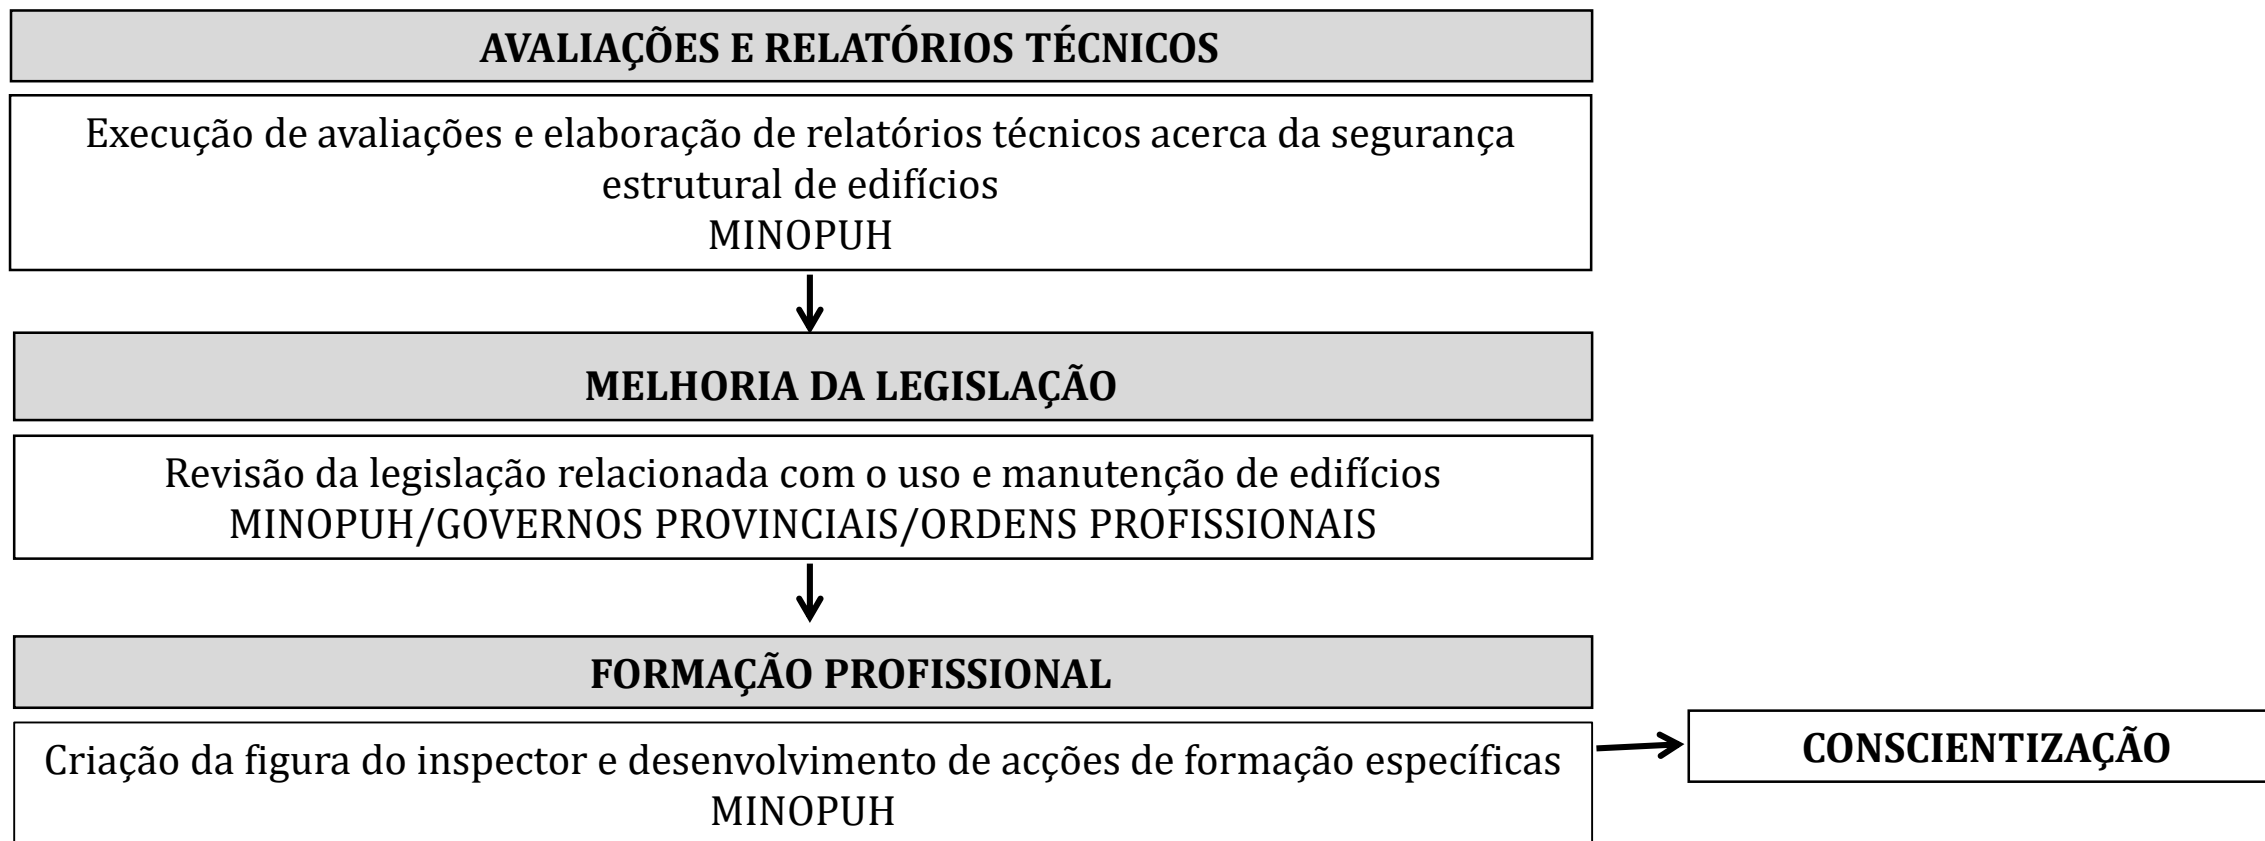 AVALIAÇÕES E RELATÓRIOS TÉCNICOS
Execução de avaliações e elaboração de relatórios técnicos acerca da segurança
estrutural de edifícios
MINOPUH
MELHORIA DA LEGISLAÇÃO
Revisão da legislação relacionada com o uso e manutenção de edifícios
MINOPUH/GOVERNOS PROVINCIAIS/ORDENS PROFISSIONAIS
FORMAÇÃO PROFISSIONAL
Criação da figura do inspector e desenvolvimento de acções de formação específicas
MINOPUH
CONSCIENTIZAÇÃO